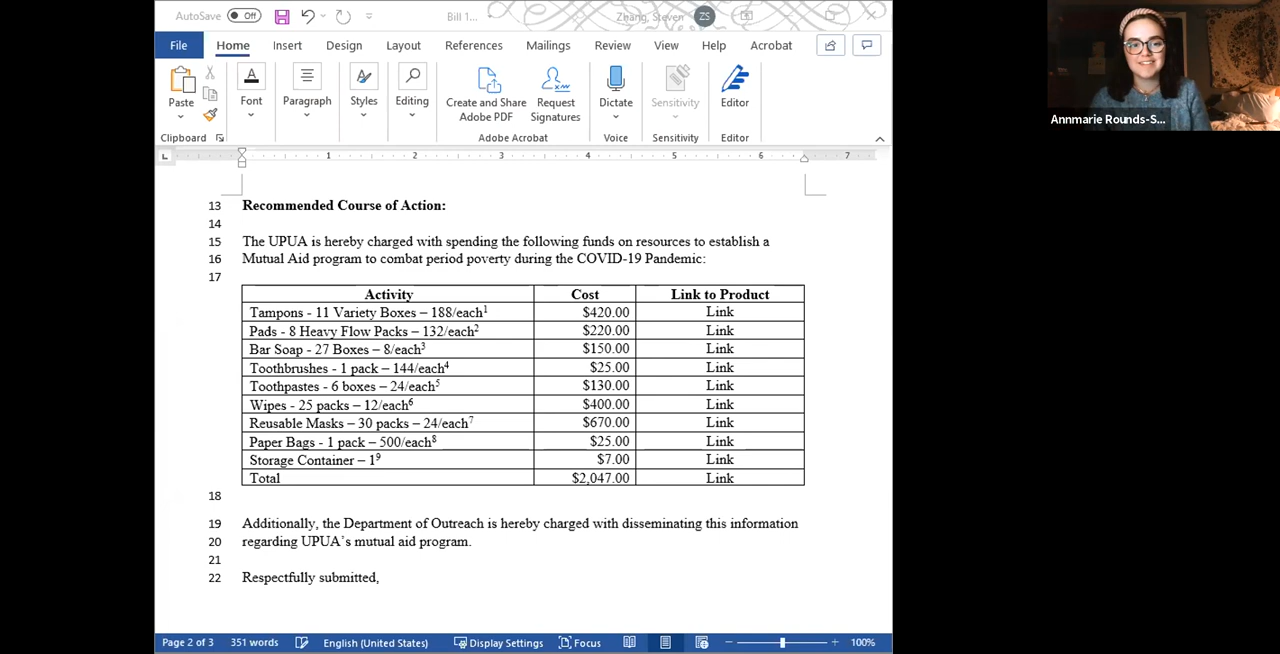 AutoSave Off Bill 1... Zhang, Steven ZS
File Home Insert Design Layout References Mailings Review View Help Acrobat
Paste Font Paragraph Styles Editing Create and Share Adobe PDF Request Signatures Dictate Sensitivity Editor
Clipboard Adobe Acrobat Voice Sensitivity Editor
1 2 3 4 5 6 7
13 Recommended Course of Action:
14
15 The UPUA is hereby charged with spending the following funds on resources to establish a
16 Mutual Aid program to combat period poverty during the COVID-19 Pandemic:
17
Activity Cost Link to Product
Tampons - 11 Variety Boxes – 188/each¹ $420.00 Link
Pads - 8 Heavy Flow Packs – 132/each² $220.00 Link
Bar Soap - 27 Boxes – 8/each³ $150.00 Link
Toothbrushes - 1 pack – 144/each⁴ $25.00 Link
Toothpastes - 6 boxes – 24/each⁵ $130.00 Link
Wipes - 25 packs – 12/each⁶ $400.00 Link
Reusable Masks – 30 packs – 24/each⁷ $670.00 Link
Paper Bags - 1 pack – 500/each⁸ $25.00 Link
Storage Container – 1⁹ $7.00 Link
Total $2,047.00 Link
18
19 Additionally, the Department of Outreach is hereby charged with disseminating this information
20 regarding UPUA's mutual aid program.
21
22 Respectfully submitted,
Page 2 of 3 351 words English (United States) Display Settings Focus 100%
Annmarie Rounds-S...